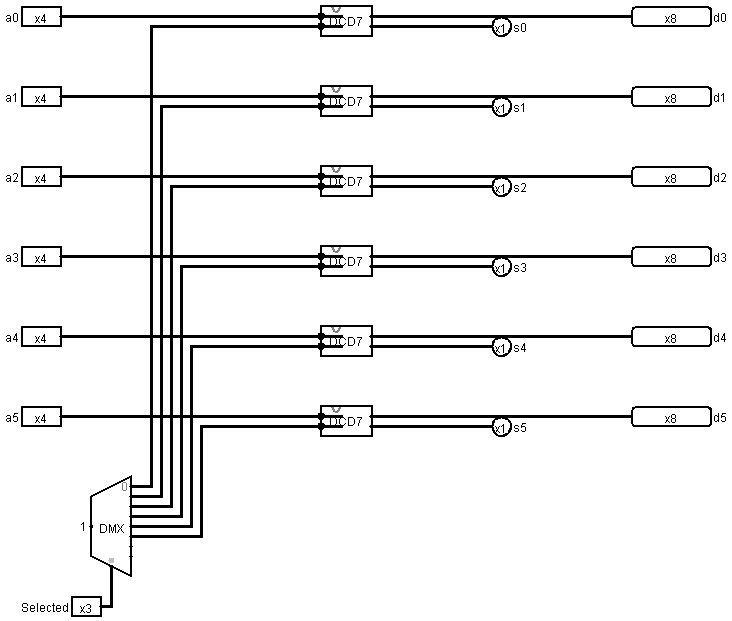 a0 x4 DCD7 x1 s0 x8 d0
a1 x4 DCD7 x1 s1 x8 d1
a2 x4 DCD7 x1 s2 x8 d2
a3 x4 DCD7 x1 s3 x8 d3
a4 x4 DCD7 x1 s4 x8 d4
a5 x4 DCD7 x1 s5 x8 d5
0
1 DMX
Selected x3